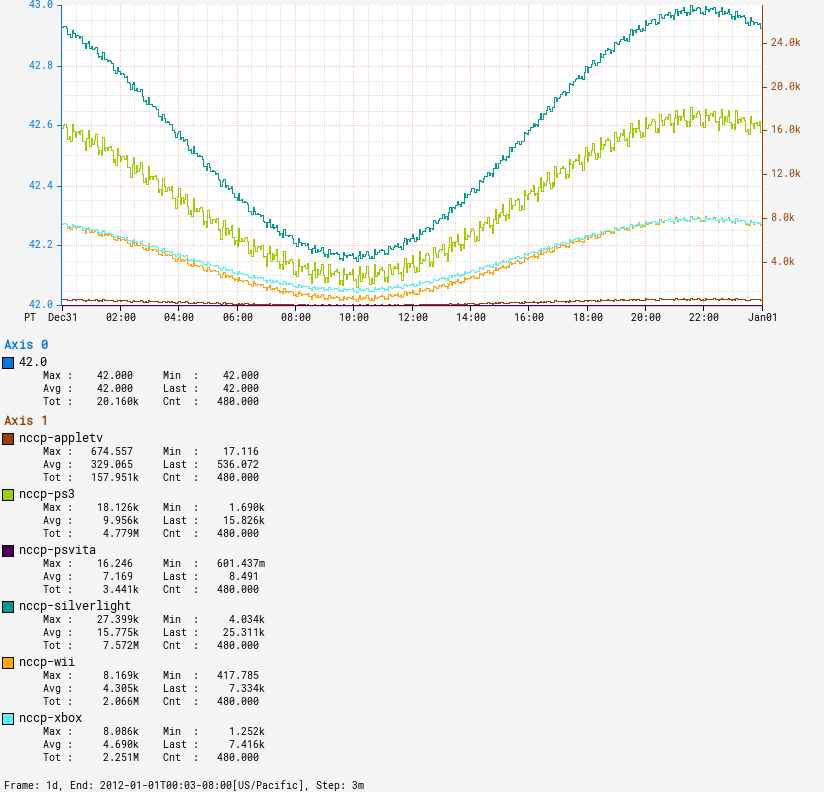 43.0
42.8
42.6
42.4
42.2
42.0
24.0k
20.0k
16.0k
12.0k
8.0k
4.0k
PT Dec31 02:00 04:00 06:00 08:00 10:00 12:00 14:00 16:00 18:00 20:00 22:00 Jan01
Axis 0
42.0
Max : 42.000 Min : 42.000
Avg : 42.000 Last : 42.000
Tot : 20.160k Cnt : 480.000
Axis 1
nccp-appletv
Max : 674.557 Min : 17.116
Avg : 329.065 Last : 536.072
Tot : 157.951k Cnt : 480.000
nccp-ps3
Max : 18.126k Min : 1.690k
Avg : 9.956k Last : 15.826k
Tot : 4.779M Cnt : 480.000
nccp-psvita
Max : 16.246 Min : 601.437m
Avg : 7.169 Last : 8.491
Tot : 3.441k Cnt : 480.000
nccp-silverlight
Max : 27.399k Min : 4.034k
Avg : 15.775k Last : 25.311k
Tot : 7.572M Cnt : 480.000
nccp-wii
Max : 8.169k Min : 417.785
Avg : 4.305k Last : 7.334k
Tot : 2.066M Cnt : 480.000
nccp-xbox
Max : 8.086k Min : 1.252k
Avg : 4.690k Last : 7.416k
Tot : 2.251M Cnt : 480.000
Frame: 1d, End: 2012-01-01T00:03-08:00[US/Pacific], Step: 3m